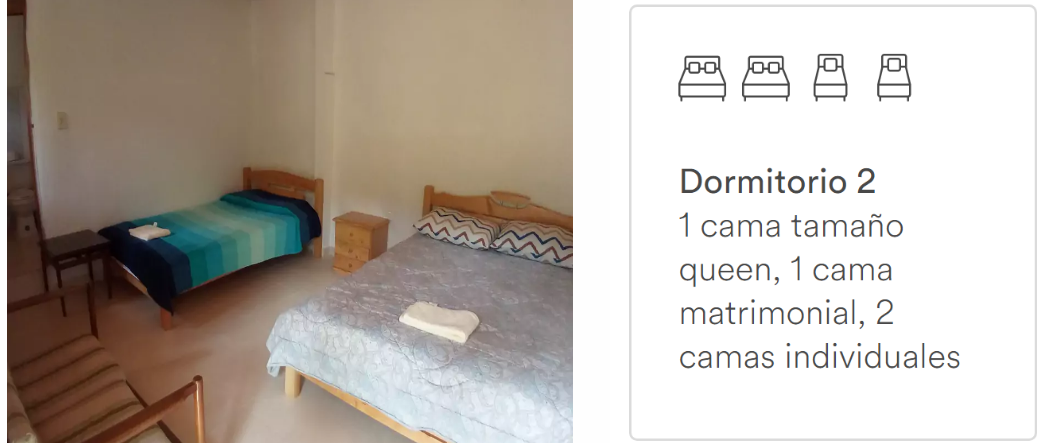 Dormitorio 2
1 cama tamaño
queen, 1 cama
matrimonial, 2
camas individuales